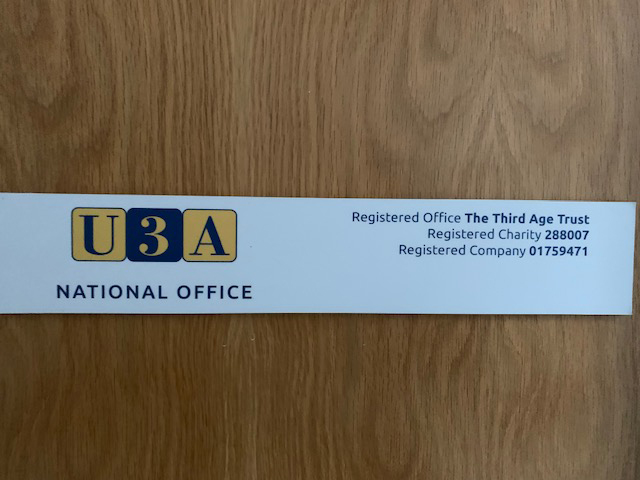 U3A
NATIONAL OFFICE
Registered Office The Third Age Trust
Registered Charity 288007
Registered Company 01759471